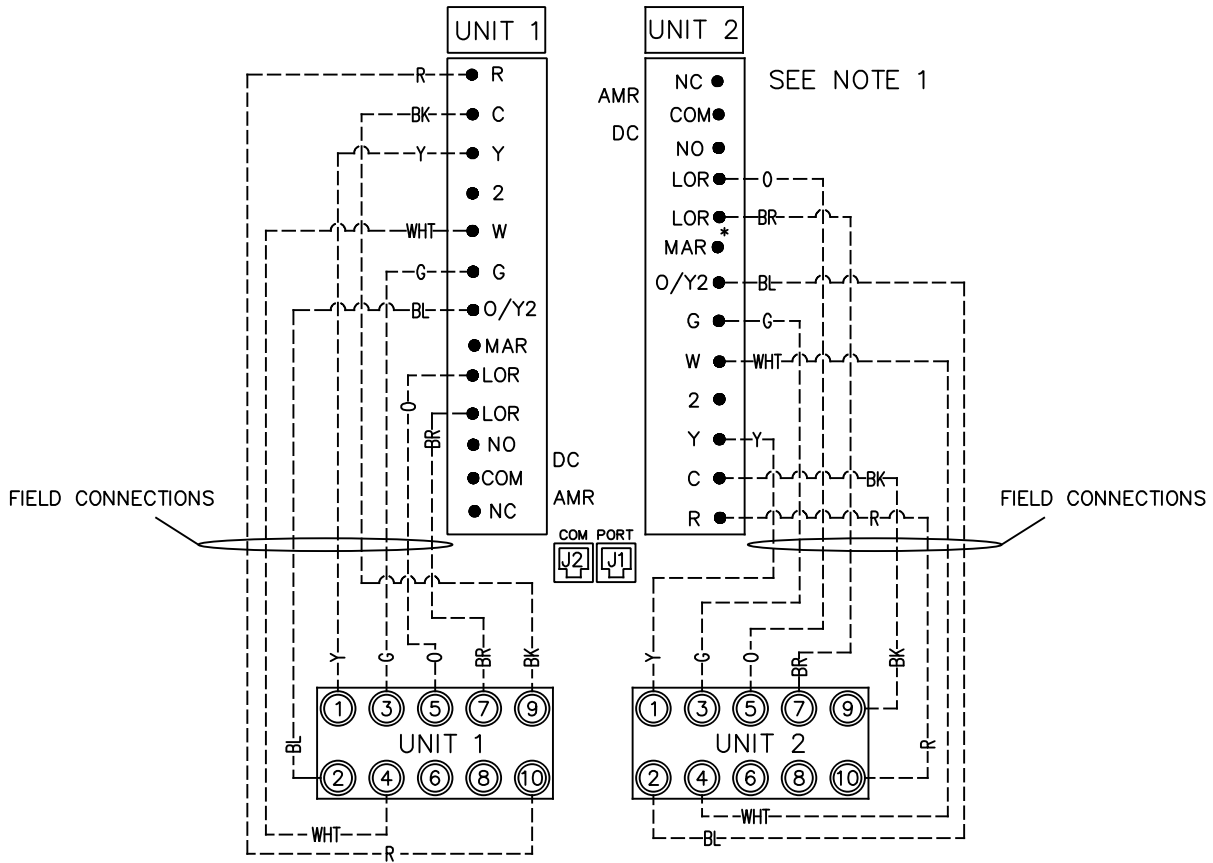 UNIT 1
R R
BK C
Y Y
2
WHT W
G G
BL O/Y2
MAR
O LOR
BR LOR
NO
DC
COM
AMR
NC
UNIT 2
SEE NOTE 1
NC
AMR
COM
DC
NO
LOR O
LOR BR
*
MAR
O/Y2 BL
G G
W WHT
2
Y Y
C BK
R R
FIELD CONNECTIONS
FIELD CONNECTIONS
COM PORT
J2 J1
Y G O BR BK
1 3 5 7 9
UNIT 1
BL
2 4 6 8 10
WHT
R
Y G O BR BK
1 3 5 7 9
UNIT 2
R
2 4 6 8 10
WHT
BL